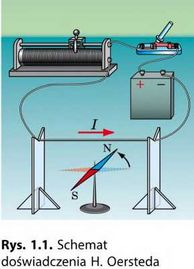 + −
I
N
S
Rys. 1.1. Schemat
doświadczenia H. Oersteda